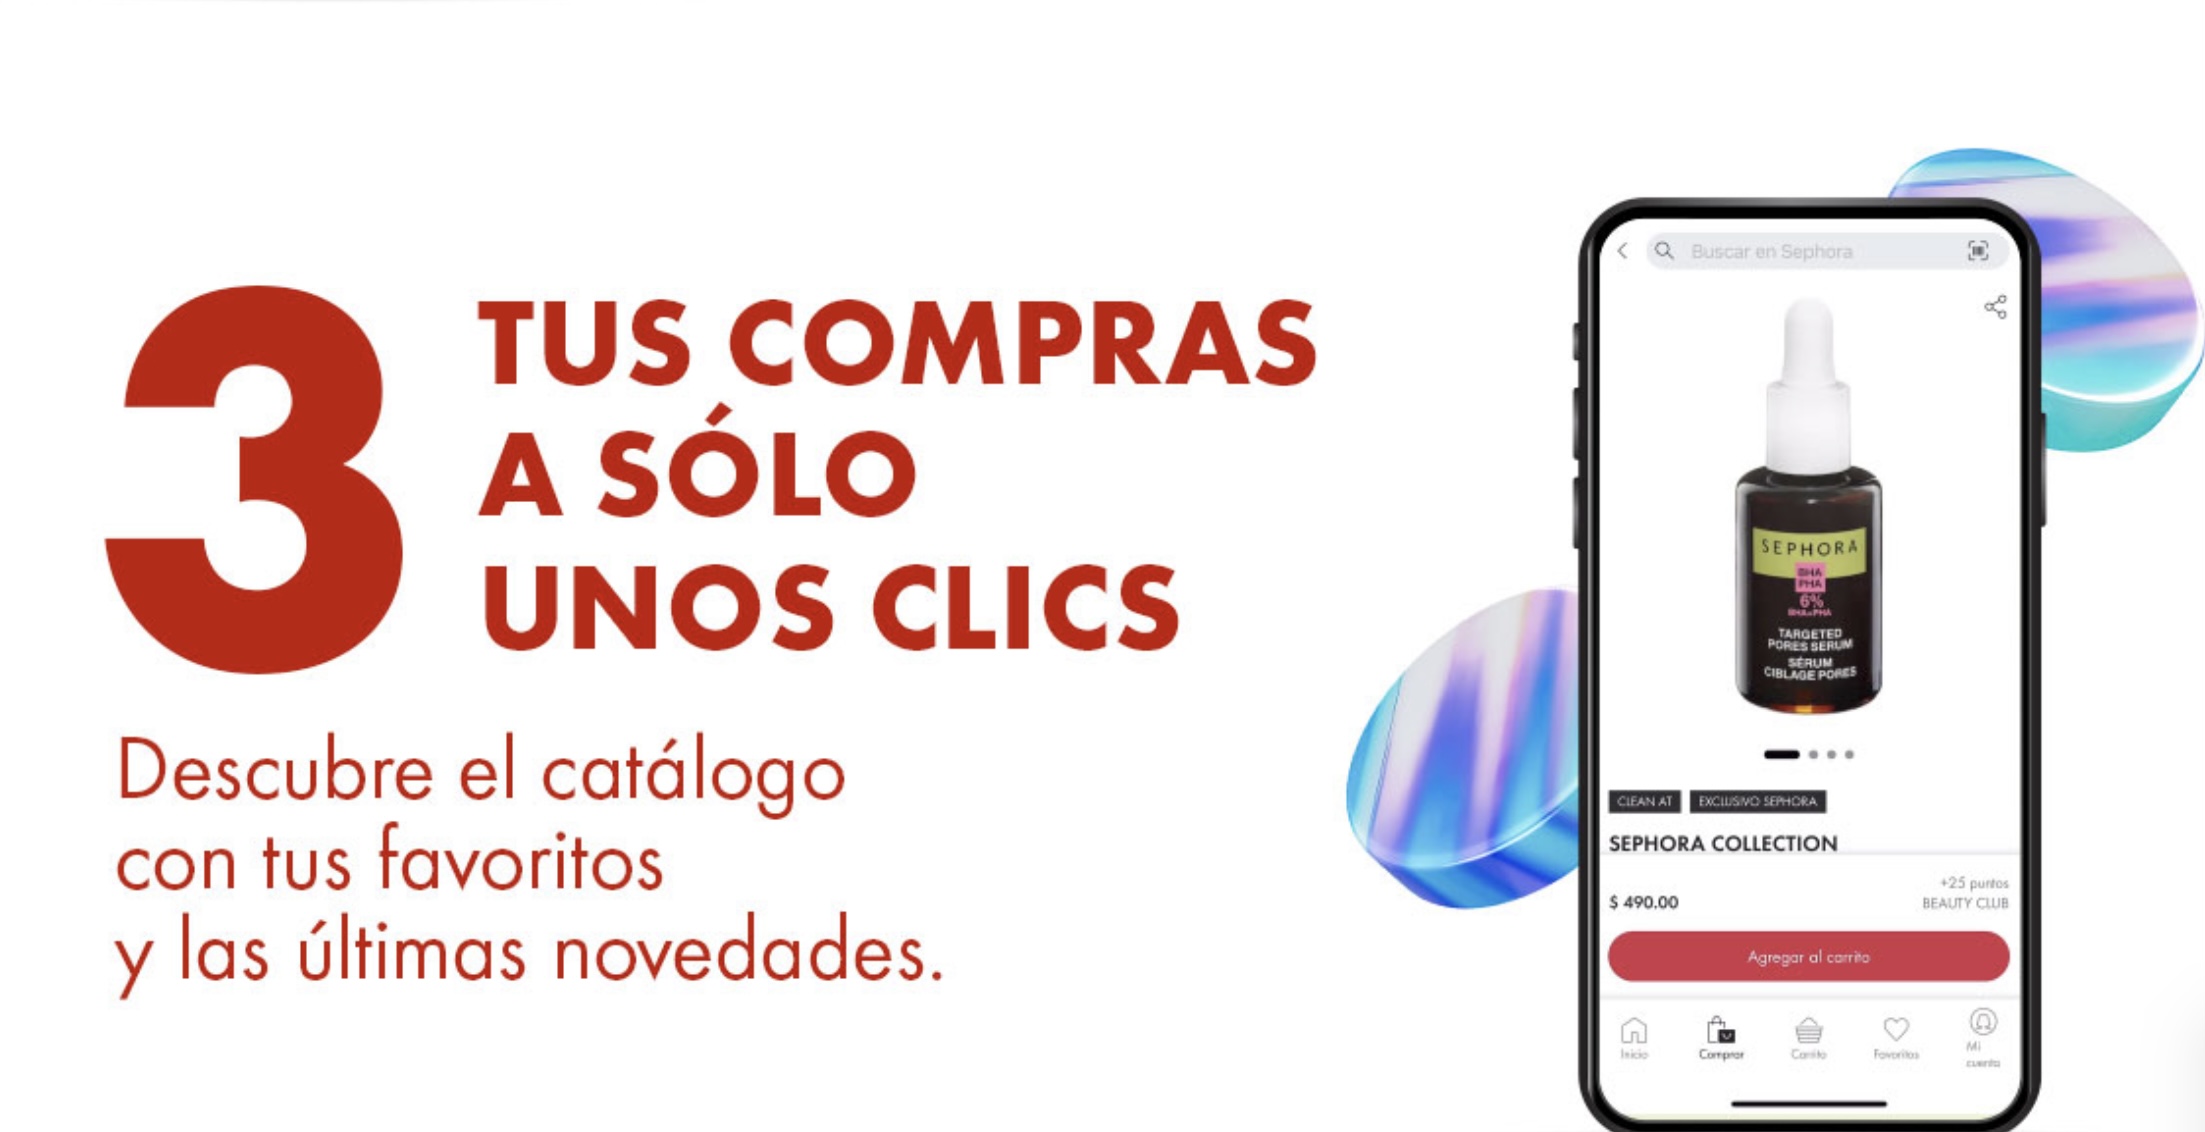 3
TUS COMPRAS
A SÓLO
UNOS CLICS
Descubre el catálogo
con tus favoritos
y las últimas novedades.
Buscar en Sephora
SEPHORA
BHA
PHA
6%
BHA+PHA
TARGETED
PORES SERUM
SÉRUM
CIBLAGE PORES
CLEAN AT
EXCLUSIVO SEPHORA
SEPHORA COLLECTION
+25 puntos
$ 490.00
BEAUTY CLUB
Agregar al carrito
Inicio
Comprar
Carrito
Favoritos
Mi
cuenta